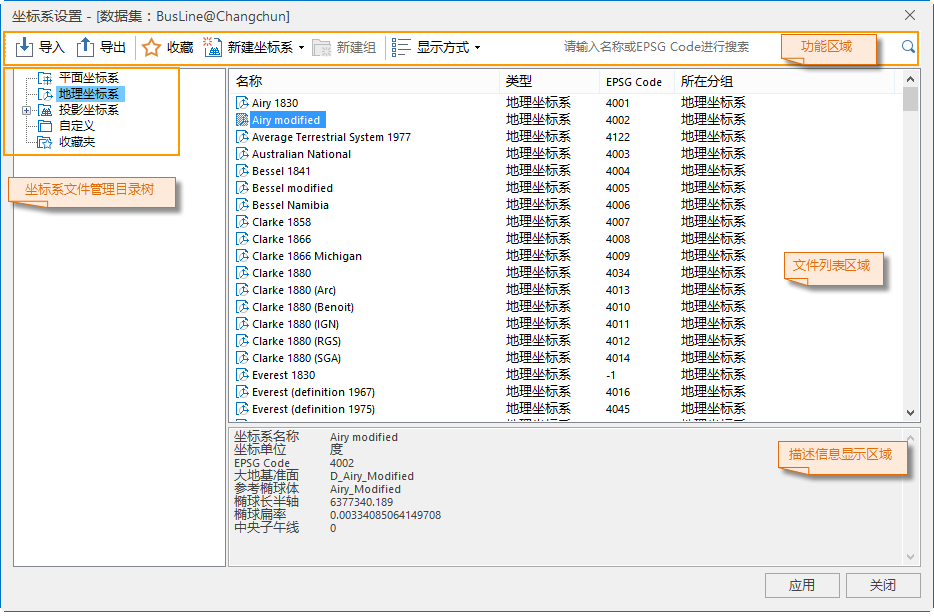 坐标系设置 - [数据集：BusLine@Changchun]
导入 导出 收藏 新建坐标系 新建组 显示方式 请输入名称或EPSG Code进行搜索 功能区域
平面坐标系
地理坐标系
投影坐标系
自定义
收藏夹
坐标系文件管理目录树
名称 类型 EPSG Code 所在分组
Airy 1830 地理坐标系 4001 地理坐标系
Airy modified 地理坐标系 4002 地理坐标系
Average Terrestrial System 1977 地理坐标系 4122 地理坐标系
Australian National 地理坐标系 4003 地理坐标系
Bessel 1841 地理坐标系 4004 地理坐标系
Bessel modified 地理坐标系 4005 地理坐标系
Bessel Namibia 地理坐标系 4006 地理坐标系
Clarke 1858 地理坐标系 4007 地理坐标系
Clarke 1866 地理坐标系 4008 地理坐标系
Clarke 1866 Michigan 地理坐标系 4009 地理坐标系
Clarke 1880 地理坐标系 4034 地理坐标系
Clarke 1880 (Arc) 地理坐标系 4013 地理坐标系
Clarke 1880 (Benoit) 地理坐标系 4010 地理坐标系
Clarke 1880 (IGN) 地理坐标系 4011 地理坐标系
Clarke 1880 (RGS) 地理坐标系 4012 地理坐标系
Clarke 1880 (SGA) 地理坐标系 4014 地理坐标系
Everest 1830 地理坐标系 -1 地理坐标系
Everest (definition 1967) 地理坐标系 4016 地理坐标系
Everest (definition 1975) 地理坐标系 4045 地理坐标系
文件列表区域
坐标系名称 Airy modified
坐标单位 度
EPSG Code 4002
大地基准面 D_Airy_Modified
参考椭球体 Airy_Modified
椭球长半轴 6377340.189
椭球扁率 0.00334085064149708
中央子午线 0
描述信息显示区域
应用 关闭